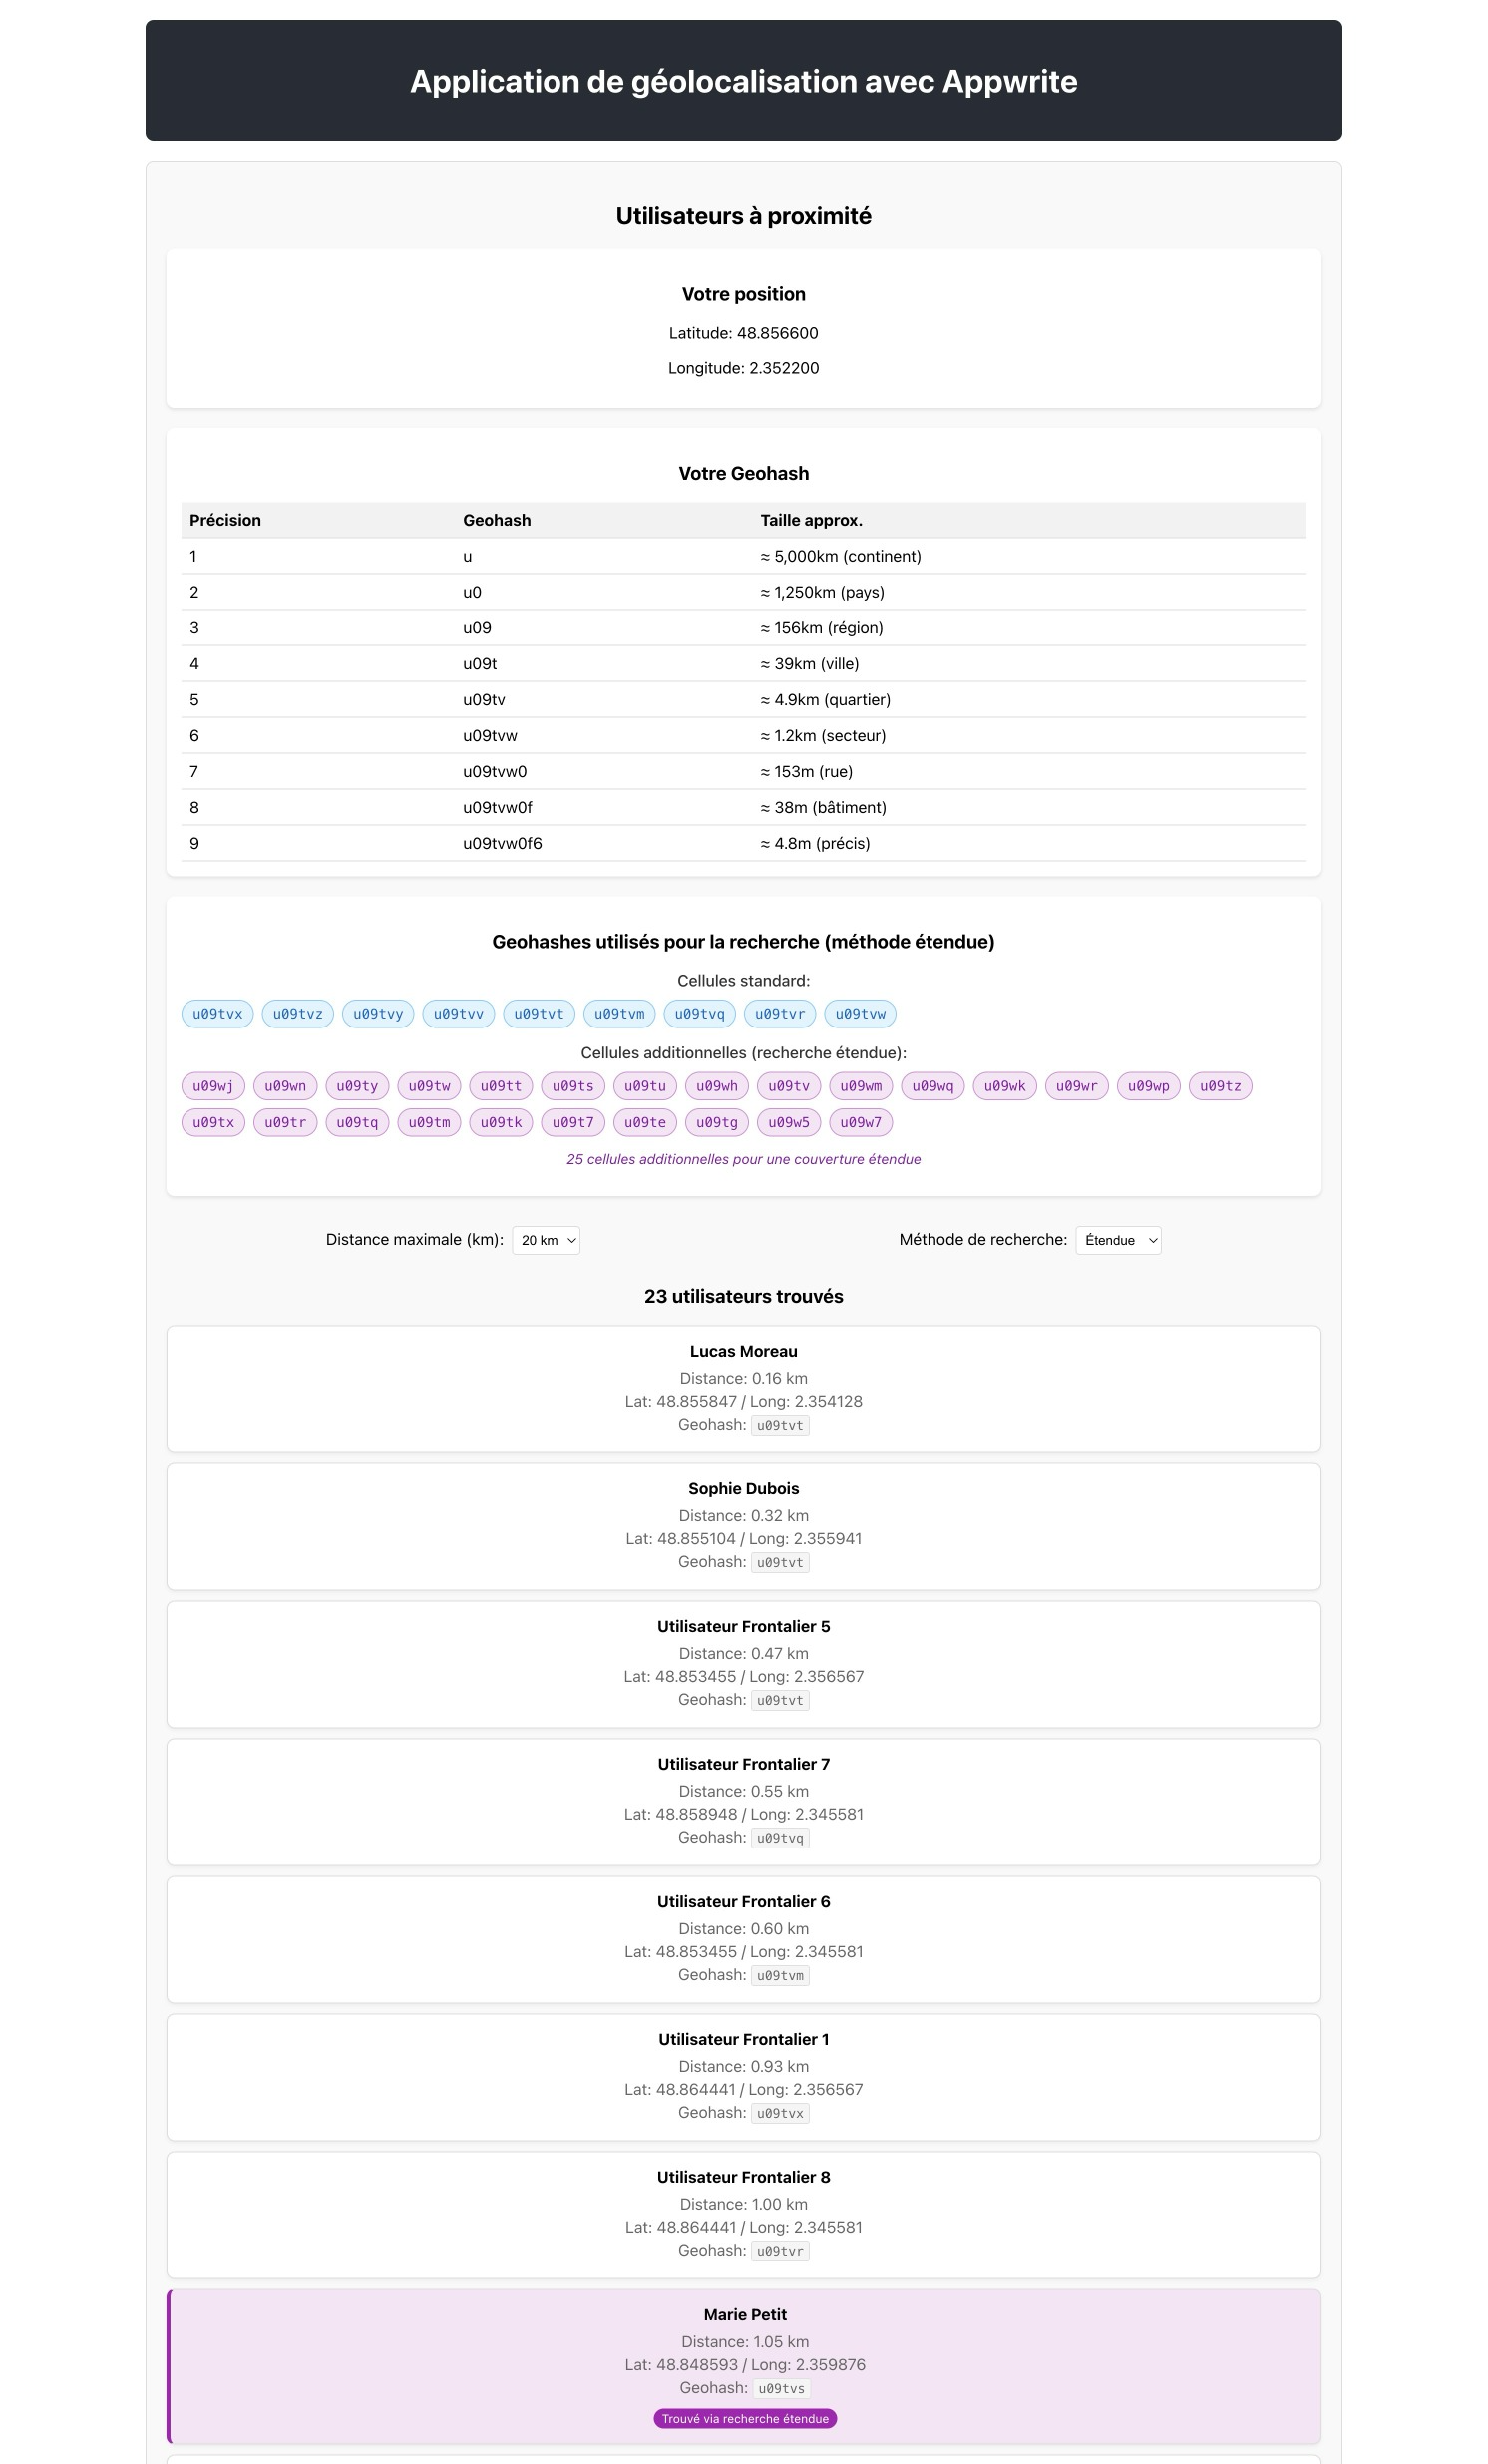 Application de géolocalisation avec Appwrite
Utilisateurs à proximité
Votre position
Latitude: 48.856600
Longitude: 2.352200
Votre Geohash
Précision Geohash Taille approx.
1 u ≈ 5,000km (continent)
2 u0 ≈ 1,250km (pays)
3 u09 ≈ 156km (région)
4 u09t ≈ 39km (ville)
5 u09tv ≈ 4.9km (quartier)
6 u09tvw ≈ 1.2km (secteur)
7 u09tvw0 ≈ 153m (rue)
8 u09tvw0f ≈ 38m (bâtiment)
9 u09tvw0f6 ≈ 4.8m (précis)
Geohashes utilisés pour la recherche (méthode étendue)
Cellules standard:
u09tvx u09tvz u09tvy u09tvv u09tvt u09tvm u09tvq u09tvr u09tvw
Cellules additionnelles (recherche étendue):
u09wj u09wn u09ty u09tw u09tt u09ts u09tu u09wh u09tv u09wm u09wq u09wk u09wr u09wp u09tz
u09tx u09tr u09tq u09tm u09tk u09t7 u09te u09tg u09w5 u09w7
25 cellules additionnelles pour une couverture étendue
Distance maximale (km): 20 km Méthode de recherche: Étendue
23 utilisateurs trouvés
Lucas Moreau
Distance: 0.16 km
Lat: 48.855847 / Long: 2.354128
Geohash: u09tvt
Sophie Dubois
Distance: 0.32 km
Lat: 48.855104 / Long: 2.355941
Geohash: u09tvt
Utilisateur Frontalier 5
Distance: 0.47 km
Lat: 48.853455 / Long: 2.356567
Geohash: u09tvt
Utilisateur Frontalier 7
Distance: 0.55 km
Lat: 48.858948 / Long: 2.345581
Geohash: u09tvq
Utilisateur Frontalier 6
Distance: 0.60 km
Lat: 48.853455 / Long: 2.345581
Geohash: u09tvm
Utilisateur Frontalier 1
Distance: 0.93 km
Lat: 48.864441 / Long: 2.356567
Geohash: u09tvx
Utilisateur Frontalier 8
Distance: 1.00 km
Lat: 48.864441 / Long: 2.345581
Geohash: u09tvr
Marie Petit
Distance: 1.05 km
Lat: 48.848593 / Long: 2.359876
Geohash: u09tvs
Trouvé via recherche étendue